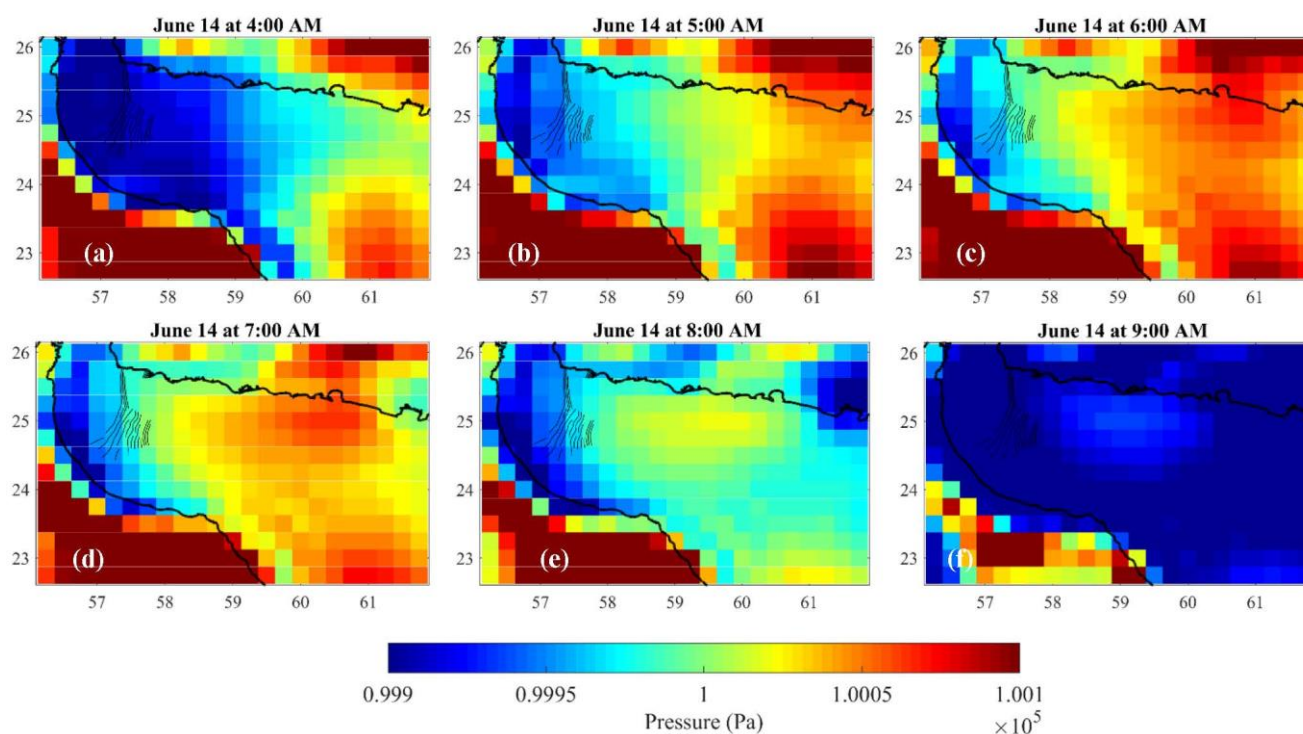 June 14 at 4:00 AM
June 14 at 5:00 AM
June 14 at 6:00 AM
26
25
24
23
(a)
57 58 59 60 61
26
25
24
23
(b)
57 58 59 60 61
26
25
24
23
(c)
57 58 59 60 61
June 14 at 7:00 AM
June 14 at 8:00 AM
June 14 at 9:00 AM
26
25
24
23
(d)
57 58 59 60 61
26
25
24
23
(e)
57 58 59 60 61
26
25
24
23
(f)
57 58 59 60 61
0.999 0.9995 1 1.0005 1.001
×10⁵
Pressure (Pa)